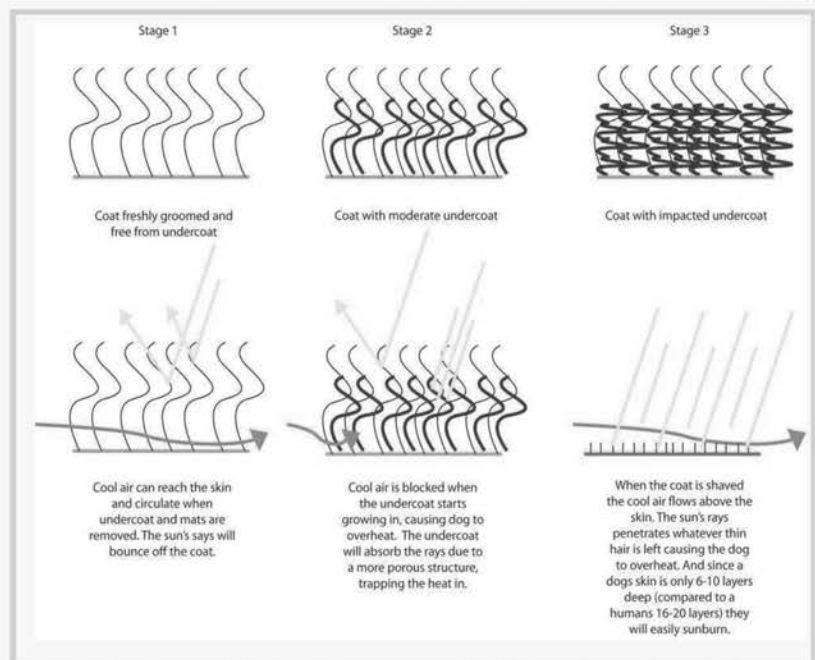 Stage 1
Stage 2
Stage 3
Coat freshly groomed and
free from undercoat
Coat with moderate undercoat
Coat with impacted undercoat
Cool air can reach the skin
and circulate when
undercoat and mats are
removed. The sun's says will
bounce off the coat.
Cool air is blocked when
the undercoat starts
growing in, causing dog to
overheat. The undercoat
will absorb the rays due to
a more porous structure,
trapping the heat in.
When the coat is shaved
the cool air flows above the
skin. The sun's rays
penetrates whatever thin
hair is left causing the dog
to overheat. And since a
dogs skin is only 6-10 layers
deep (compared to a
humans 16-20 layers) they
will easily sunburn.